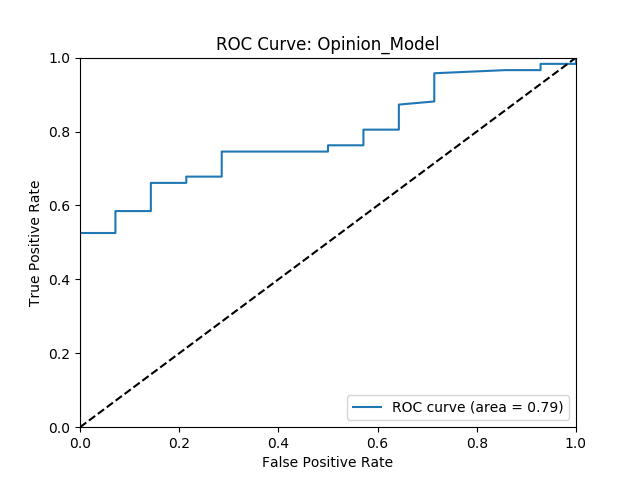 ROC Curve: Opinion_Model
1.0
0.8
0.6
0.4
0.2
0.0
True Positive Rate
ROC curve (area = 0.79)
0.0 0.2 0.4 0.6 0.8 1.0
False Positive Rate